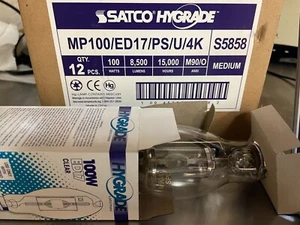 SATCO HYGRADE
MP100/ED17/PS/U/4K S5858
QTY. 12 PCS.
100 WATTS
8,500 LUMENS
15,000 HOURS
M90/O ANSI
MEDIUM
Hg
HYGRADE
100W
ED17
CLEAR